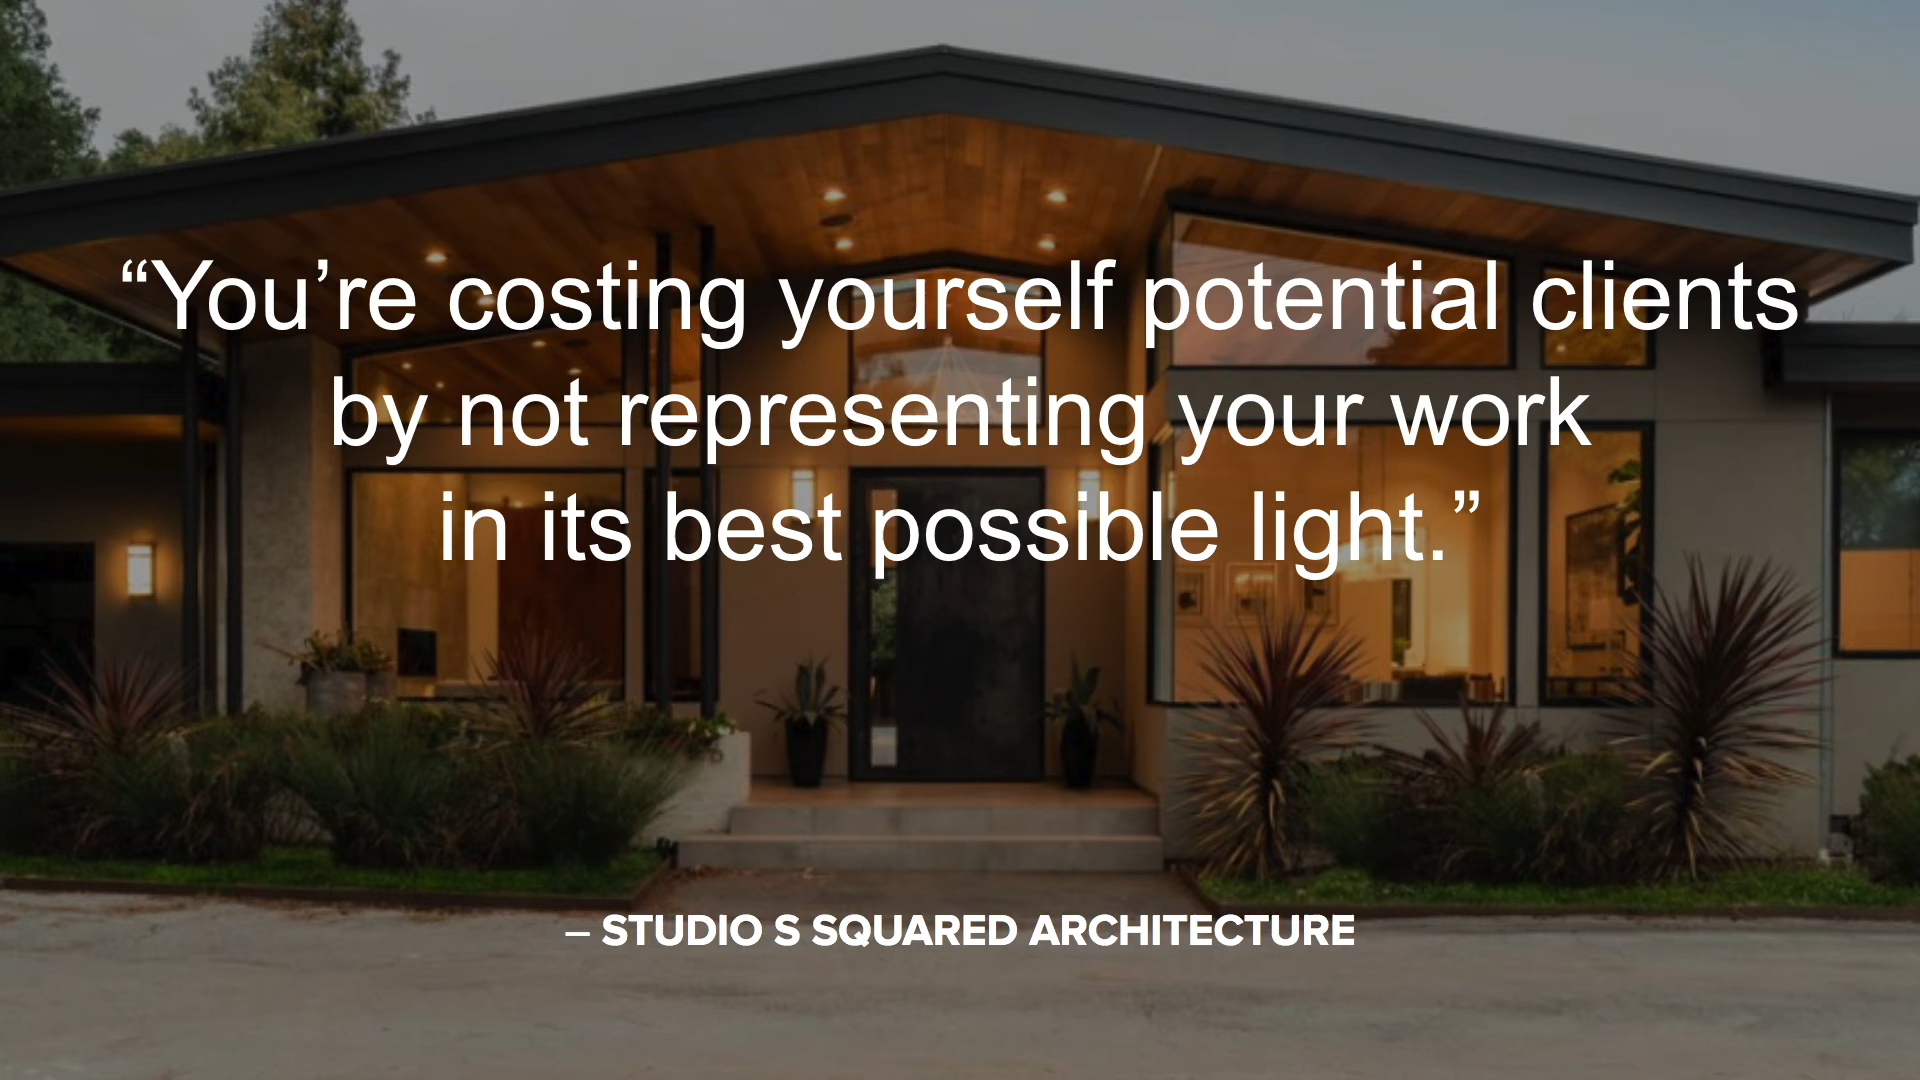 “You’re costing yourself potential clients
by not representing your work
in its best possible light.”
– STUDIO S SQUARED ARCHITECTURE